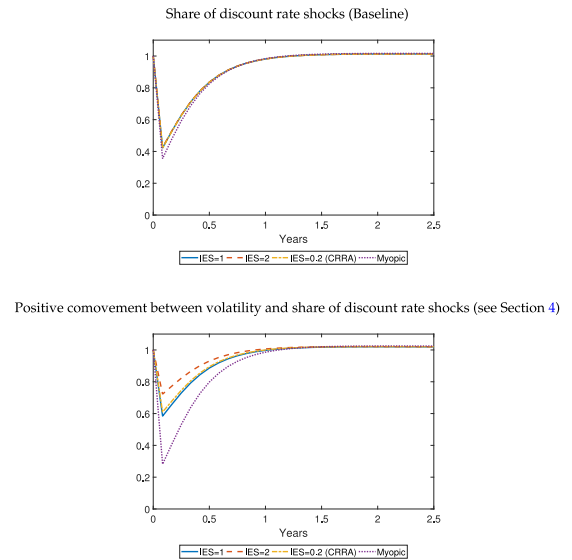 Share of discount rate shocks (Baseline)
1
0.8
0.6
0.4
0.2
0
0 0.5 1 1.5 2 2.5
Years
IES=1 IES=2 IES=0.2 (CRRA) Myopic
Positive comovement between volatility and share of discount rate shocks (see Section 4)
1
0.8
0.6
0.4
0.2
0
0 0.5 1 1.5 2 2.5
Years
IES=1 IES=2 IES=0.2 (CRRA) Myopic